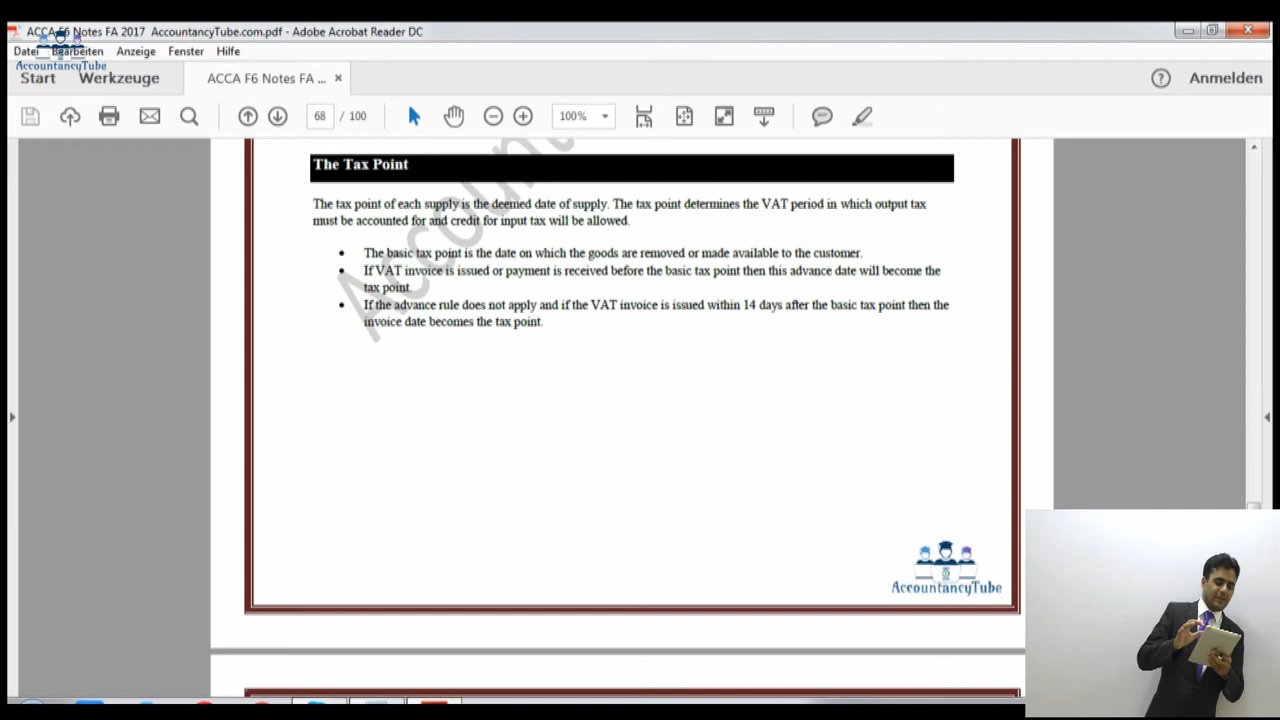 ACCA F6 Notes FA 2017 AccountancyTube.com.pdf - Adobe Acrobat Reader DC
Datei Bearbeiten Anzeige Fenster Hilfe
AccountancyTube
Start Werkzeuge ACCA F6 Notes FA ... × ? Anmelden
68 / 100 100%
The Tax Point
The tax point of each supply is the deemed date of supply. The tax point determines the VAT period in which output tax
must be accounted for and credit for input tax will be allowed.
• The basic tax point is the date on which the goods are removed or made available to the customer.
• If VAT invoice is issued or payment is received before the basic tax point then this advance date will become the
tax point.
• If the advance rule does not apply and if the VAT invoice is issued within 14 days after the basic tax point then the
invoice date becomes the tax point.
Account
AccountancyTube